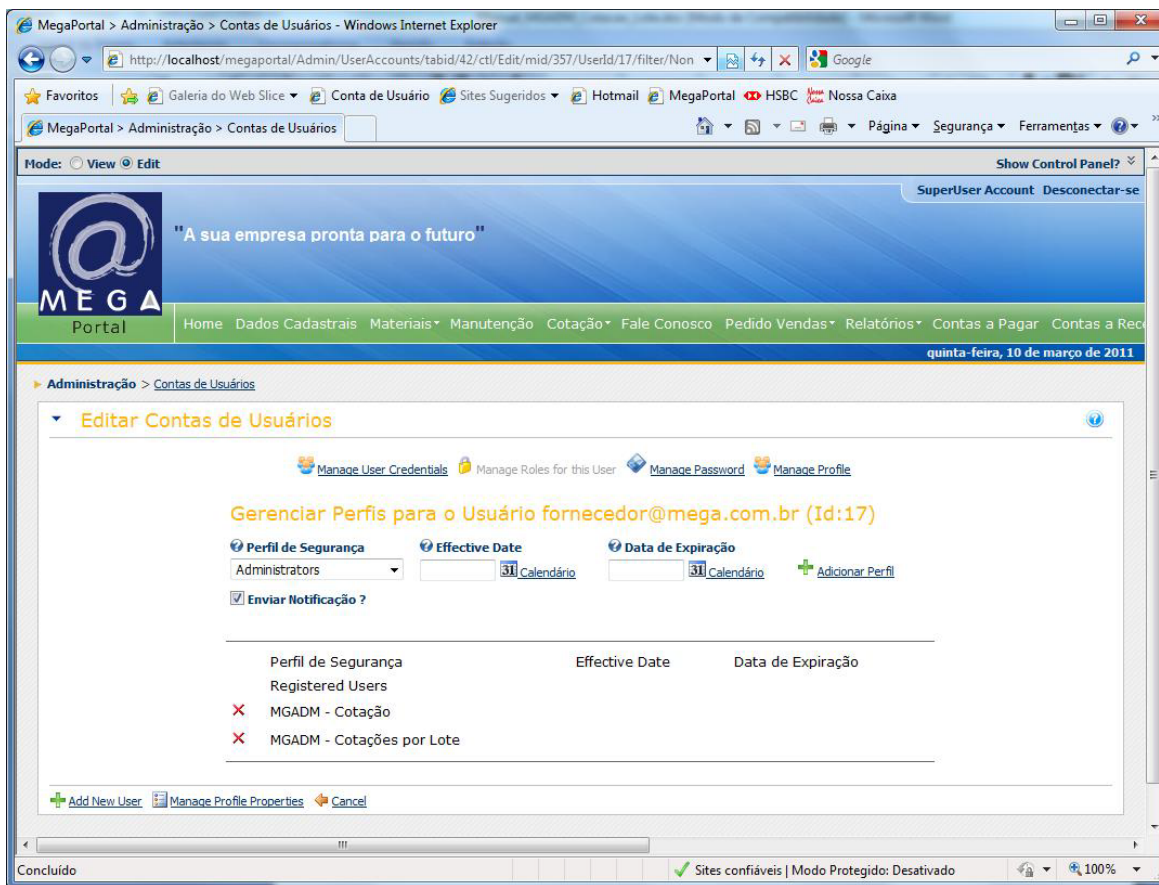 MegaPortal > Administração > Contas de Usuários - Windows Internet Explorer
http://localhost/megaportal/Admin/UserAccounts/tabid/42/ctl/Edit/mid/357/UserId/17/filter/Non
Google
Favoritos Galeria do Web Slice Conta de Usuário Sites Sugeridos Hotmail MegaPortal HSBC Nossa Caixa
MegaPortal > Administração > Contas de Usuários
Página Segurança Ferramentas
Mode: View Edit
Show Control Panel?
SuperUser Account Desconectar-se
"A sua empresa pronta para o futuro"
@
MEGA
Portal
Home Dados Cadastrais Materiais Manutenção Cotação Fale Conosco Pedido Vendas Relatórios Contas a Pagar Contas a Rec
quinta-feira, 10 de março de 2011
Administração > Contas de Usuários
Editar Contas de Usuários
Manage User Credentials Manage Roles for this User Manage Password Manage Profile
Gerenciar Perfis para o Usuário fornecedor@mega.com.br (Id:17)
Perfil de Segurança Effective Date Data de Expiração
Administrators 31 Calendário 31 Calendário Adicionar Perfil
Enviar Notificação ?
Perfil de Segurança Effective Date Data de Expiração
Registered Users
MGADM - Cotação
MGADM - Cotações por Lote
Add New User Manage Profile Properties Cancel
Concluído
Sites confiáveis | Modo Protegido: Desativado
100%